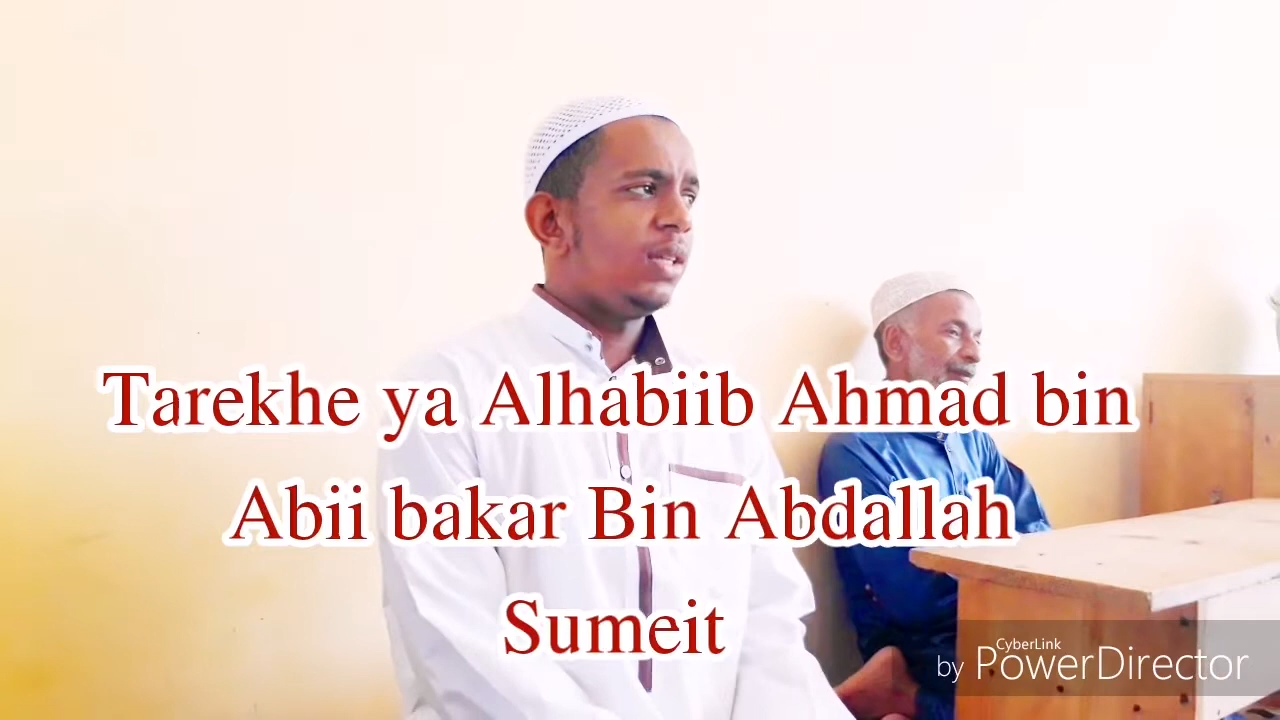 Tarekhe ya Alhabiib Ahmad bin
Abii bakar Bin Abdallah
Sumeit
CyberLink
by PowerDirector